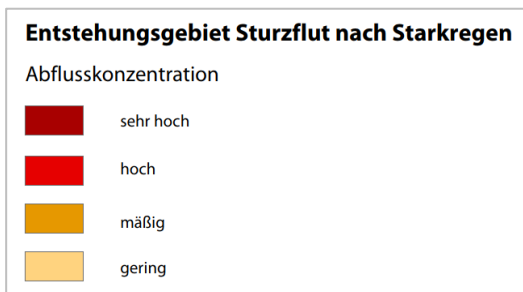 Entstehungsgebiet Sturzflut nach Starkregen
Abflusskonzentration
sehr hoch
hoch
mäßig
gering